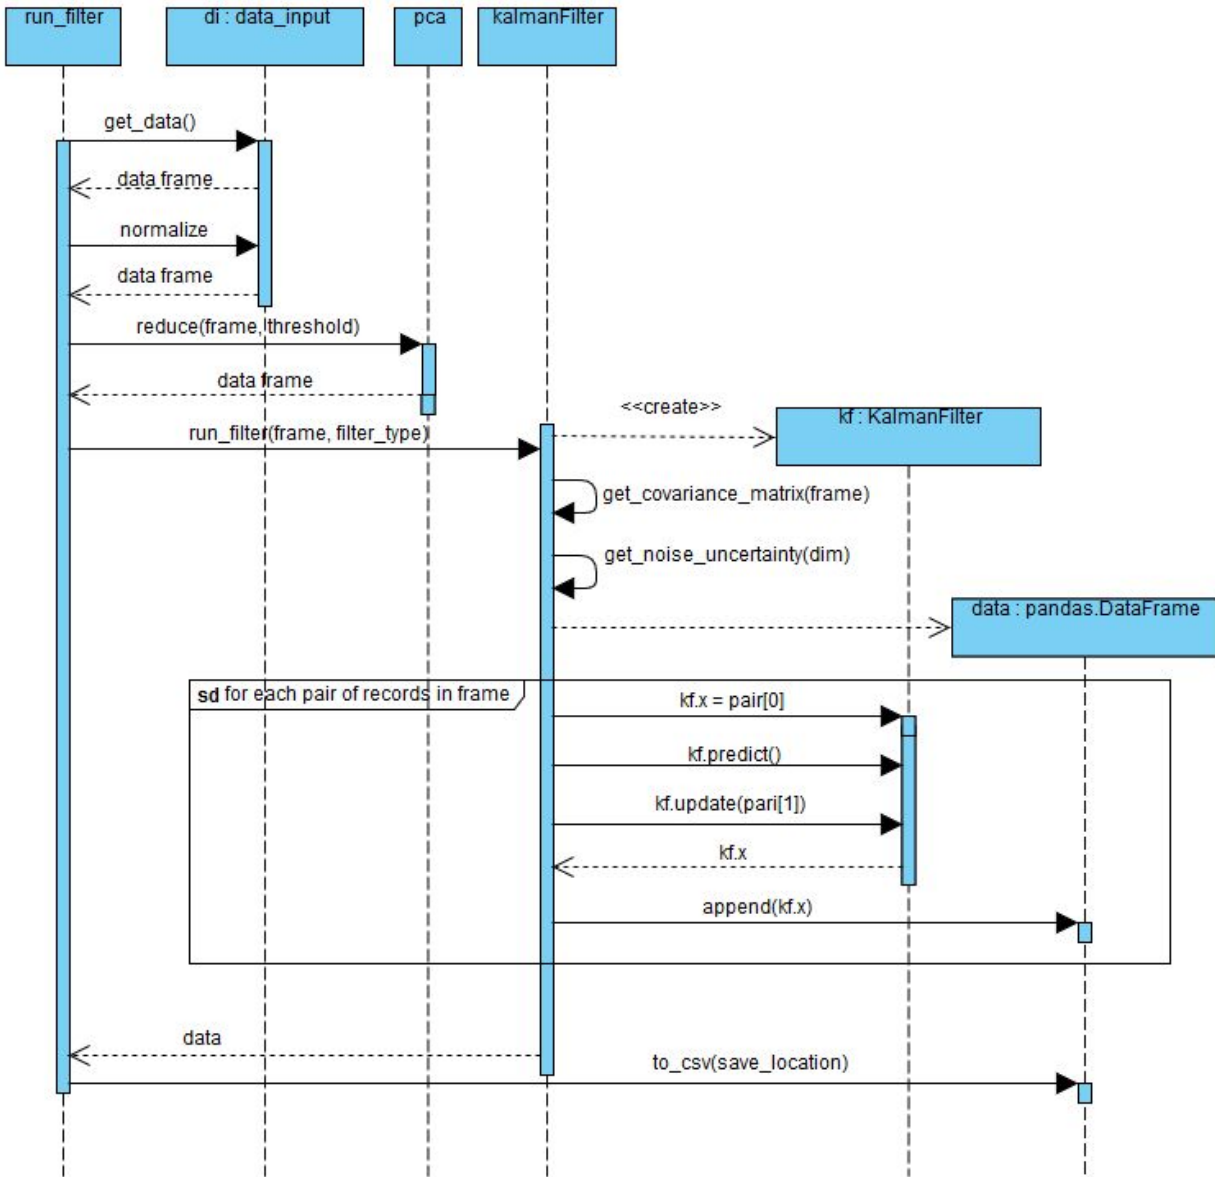 run_filter
di : data_input
pca
kalmanFilter
get_data()
data frame
normalize
data frame
reduce(frame, threshold)
data frame
<<create>>
kf : KalmanFilter
run_filter(frame, filter_type)
get_covariance_matrix(frame)
get_noise_uncertainty(dim)
data : pandas.DataFrame
sd for each pair of records in frame
kf.x = pair[0]
kf.predict()
kf.update(pari[1])
kf.x
append(kf.x)
data
to_csv(save_location)